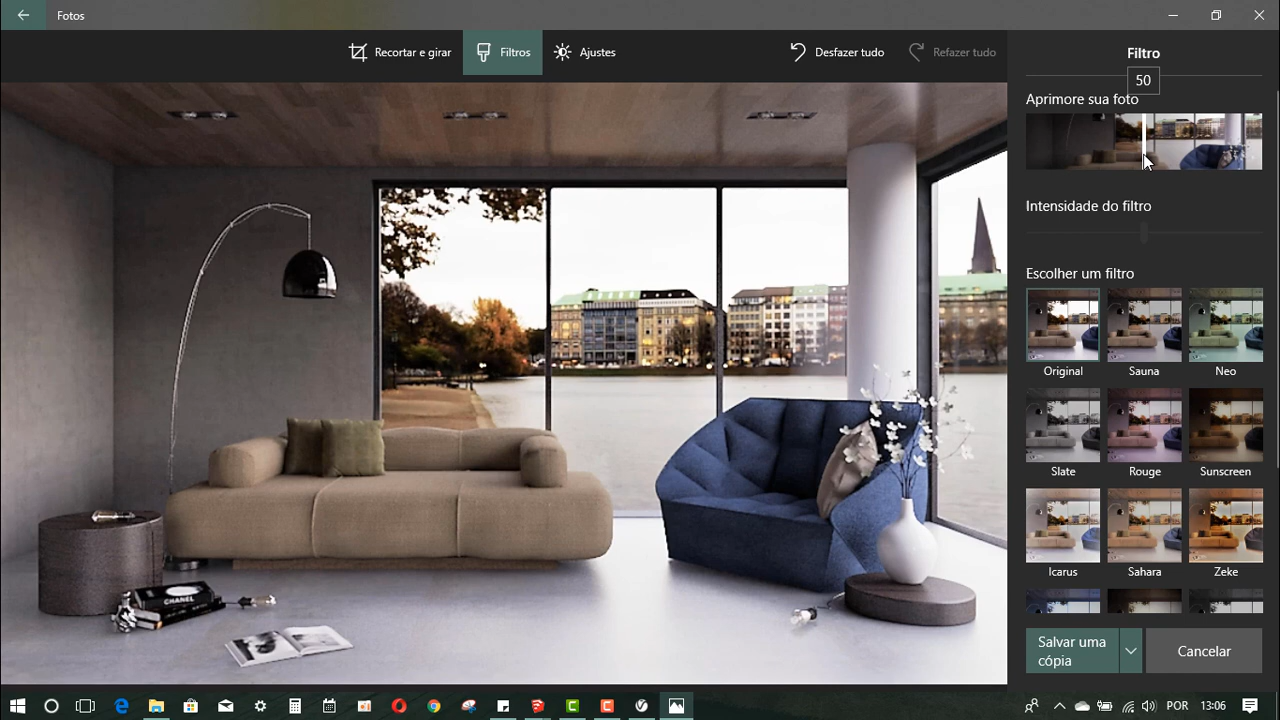 Fotos
Recortar e girar
Filtros
Ajustes
Desfazer tudo
Refazer tudo
Filtro
50
Aprimore sua foto
Intensidade do filtro
Escolher um filtro
Original
Sauna
Neo
Slate
Rouge
Sunscreen
Icarus
Sahara
Zeke
Salvar uma
cópia
Cancelar
CHANEL
POR
13:06